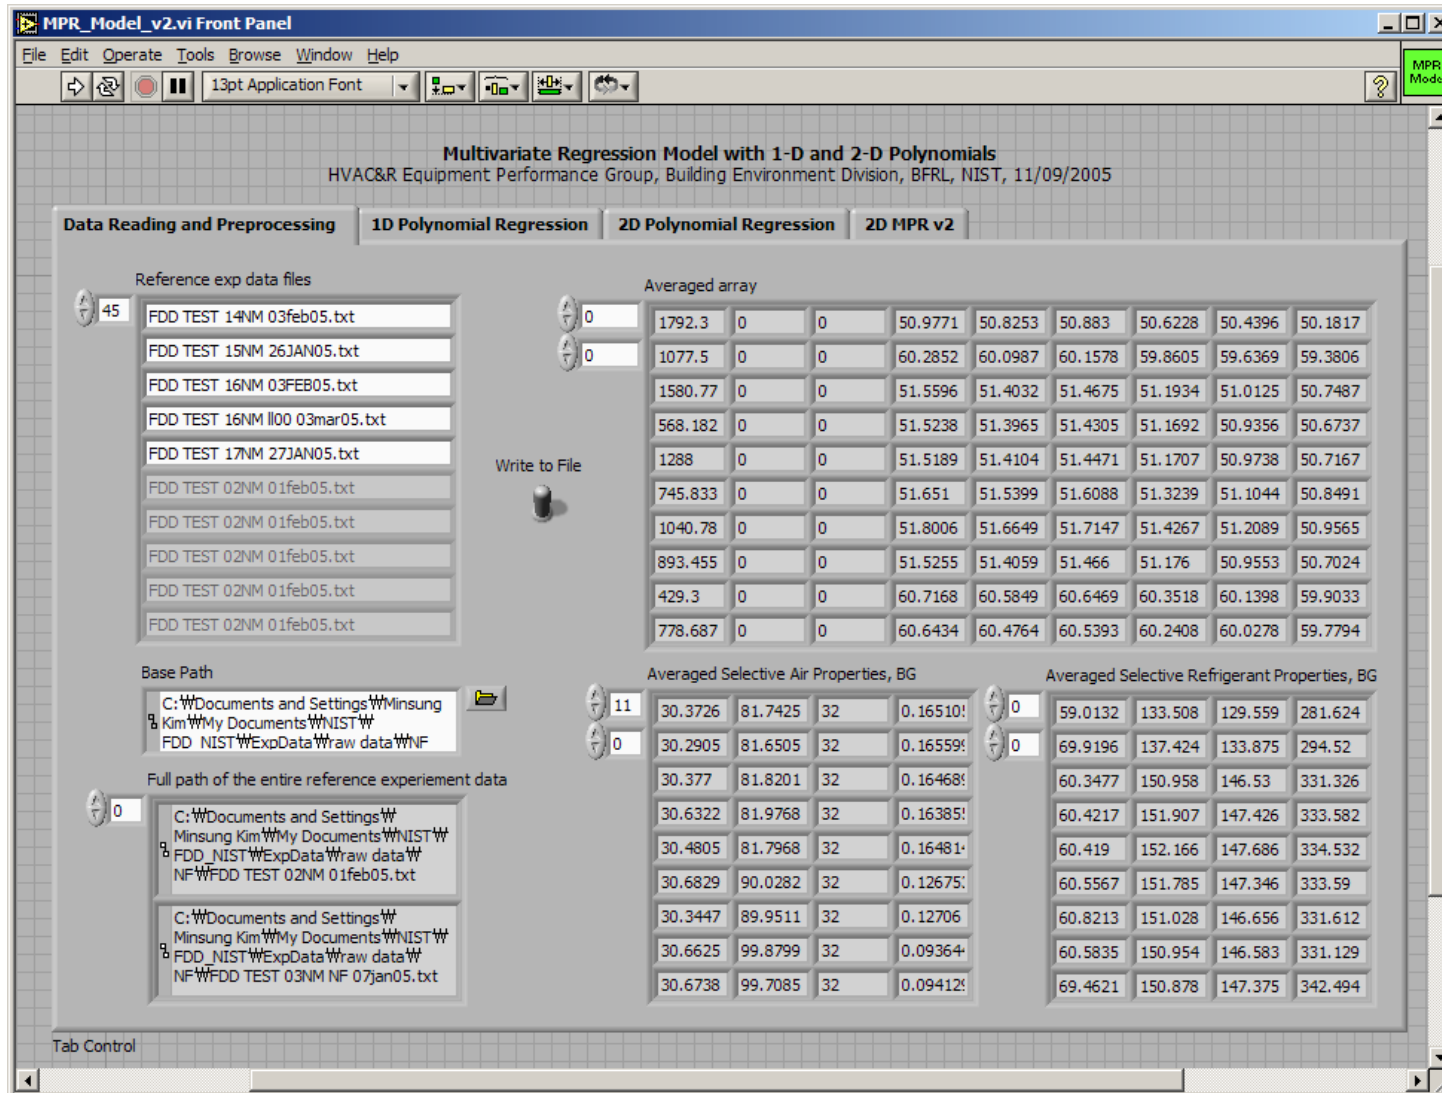 MPR_Model_v2.vi Front Panel
File Edit Operate Tools Browse Window Help
13pt Application Font
MPR
Mode
Multivariate Regression Model with 1-D and 2-D Polynomials
HVAC&R Equipment Performance Group, Building Environment Division, BFRL, NIST, 11/09/2005
Data Reading and Preprocessing 1D Polynomial Regression 2D Polynomial Regression 2D MPR v2
Reference exp data files
45
FDD TEST 14NM 03feb05.txt
FDD TEST 15NM 26JAN05.txt
FDD TEST 16NM 03FEB05.txt
FDD TEST 16NM ll00 03mar05.txt
FDD TEST 17NM 27JAN05.txt
FDD TEST 02NM 01feb05.txt
FDD TEST 02NM 01feb05.txt
FDD TEST 02NM 01feb05.txt
FDD TEST 02NM 01feb05.txt
FDD TEST 02NM 01feb05.txt
Write to File
Averaged array
0
0
1792.3 0 0 50.9771 50.8253 50.883 50.6228 50.4396 50.1817
1077.5 0 0 60.2852 60.0987 60.1578 59.8605 59.6369 59.3806
1580.77 0 0 51.5596 51.4032 51.4675 51.1934 51.0125 50.7487
568.182 0 0 51.5238 51.3965 51.4305 51.1692 50.9356 50.6737
1288 0 0 51.5189 51.4104 51.4471 51.1707 50.9738 50.7167
745.833 0 0 51.651 51.5399 51.6088 51.3239 51.1044 50.8491
1040.78 0 0 51.8006 51.6649 51.7147 51.4267 51.2089 50.9565
893.455 0 0 51.5255 51.4059 51.466 51.176 50.9553 50.7024
429.3 0 0 60.7168 60.5849 60.6469 60.3518 60.1398 59.9033
778.687 0 0 60.6434 60.4764 60.5393 60.2408 60.0278 59.7794
Base Path
C:₩Documents and Settings₩Minsung
Kim₩My Documents₩NIST₩
FDD_NIST₩ExpData₩raw data₩NF
Full path of the entire reference experiement data
0
C:₩Documents and Settings₩
Minsung Kim₩My Documents₩NIST₩
FDD_NIST₩ExpData₩raw data₩
NF₩FDD TEST 02NM 01feb05.txt
C:₩Documents and Settings₩
Minsung Kim₩My Documents₩NIST₩
FDD_NIST₩ExpData₩raw data₩
NF₩FDD TEST 03NM NF 07jan05.txt
Averaged Selective Air Properties, BG
11
0
30.3726 81.7425 32 0.16510
30.2905 81.6505 32 0.16559
30.377 81.8201 32 0.16468
30.6322 81.9768 32 0.16385
30.4805 81.7968 32 0.16481
30.6829 90.0282 32 0.12675
30.3447 89.9511 32 0.12706
30.6625 99.8799 32 0.09364
30.6738 99.7085 32 0.09412
Averaged Selective Refrigerant Properties, BG
0
0
59.0132 133.508 129.559 281.624
69.9196 137.424 133.875 294.52
60.3477 150.958 146.53 331.326
60.4217 151.907 147.426 333.582
60.419 152.166 147.686 334.532
60.5567 151.785 147.346 333.59
60.8213 151.028 146.656 331.612
60.5835 150.954 146.583 331.129
69.4621 150.878 147.375 342.494
Tab Control